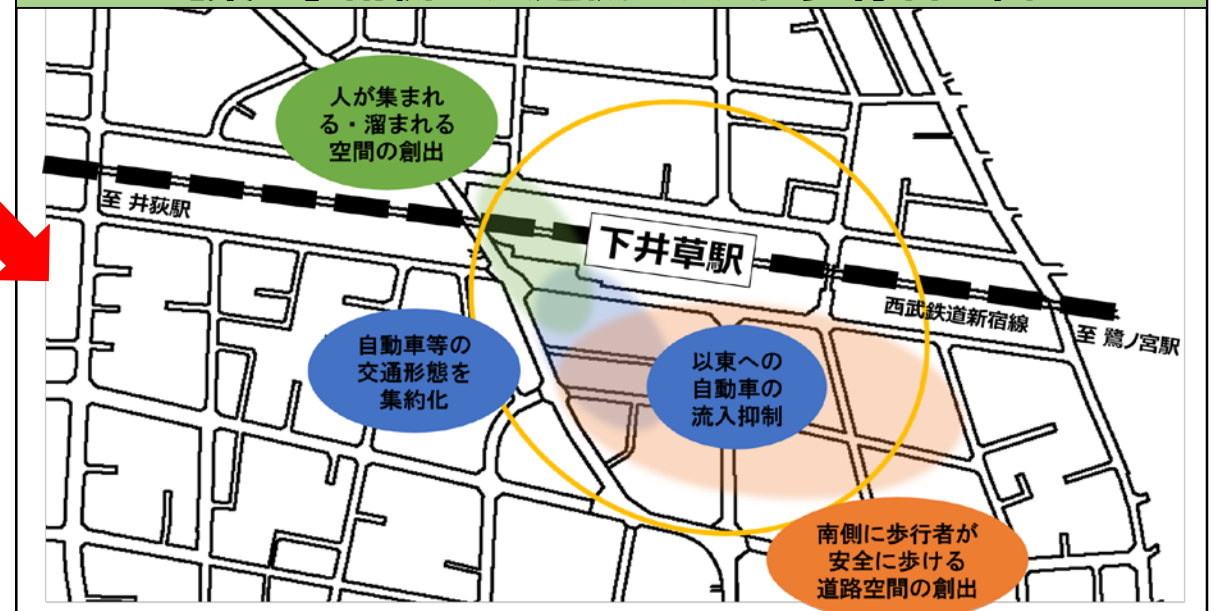 人が集まれ
る・溜まれる
空間の創出
至 井荻駅
下井草駅
西武鉄道新宿線
至 鷺ノ宮駅
自動車等の
交通形態を
集約化
以東への
自動車の
流入抑制
南側に歩行者が
安全に歩ける
道路空間の創出